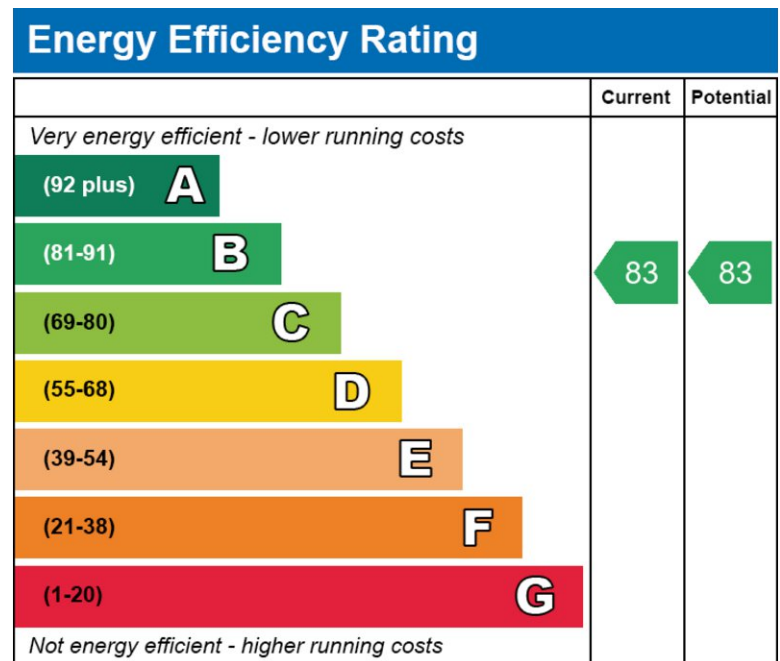 Energy Efficiency Rating
Current Potential
Very energy efficient - lower running costs
(92 plus) A
(81-91) B 83 83
(69-80) C
(55-68) D
(39-54) E
(21-38) F
(1-20) G
Not energy efficient - higher running costs